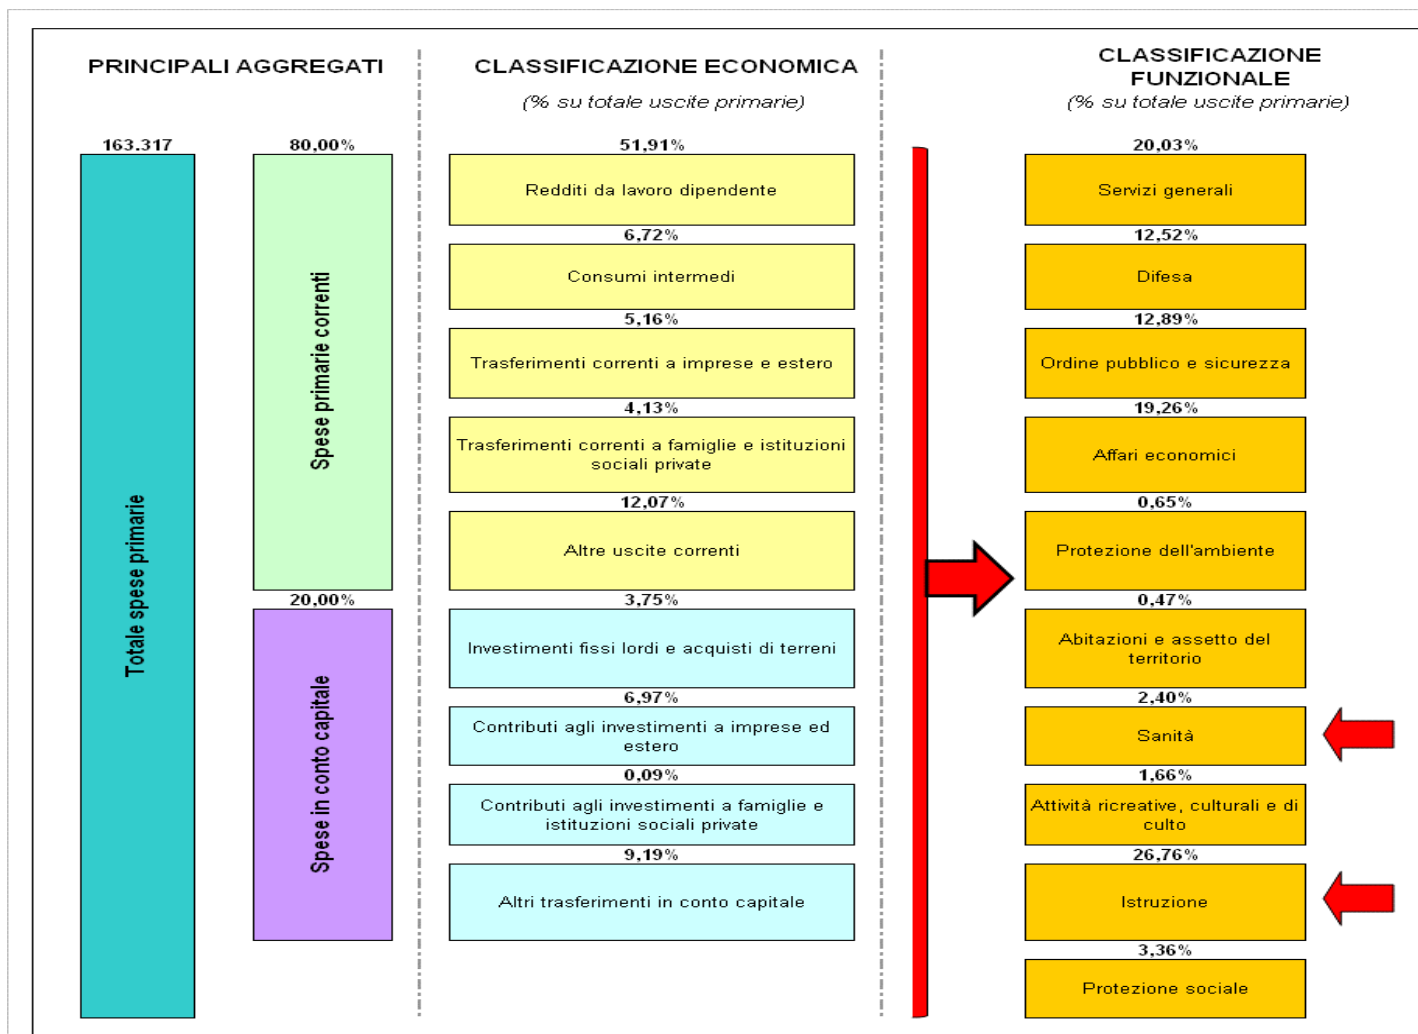 PRINCIPALI AGGREGATI
163.317
Totale spese primarie
80,00%
Spese primarie correnti
20,00%
Spese in conto capitale
CLASSIFICAZIONE ECONOMICA
(% su totale uscite primarie)
51,91%
Redditi da lavoro dipendente
6,72%
Consumi intermedi
5,16%
Trasferimenti correnti a imprese e estero
4,13%
Trasferimenti correnti a famiglie e istituzioni
sociali private
12,07%
Altre uscite correnti
3,75%
Investimenti fissi lordi e acquisti di terreni
6,97%
Contributi agli investimenti a imprese ed
estero
0,09%
Contributi agli investimenti a famiglie e
istituzioni sociali private
9,19%
Altri trasferimenti in conto capitale
CLASSIFICAZIONE
FUNZIONALE
(% su totale uscite primarie)
20,03%
Servizi generali
12,52%
Difesa
12,89%
Ordine pubblico e sicurezza
19,26%
Affari economici
0,65%
Protezione dell'ambiente
0,47%
Abitazioni e assetto del
territorio
2,40%
Sanità
1,66%
Attività ricreative, culturali e di
culto
26,76%
Istruzione
3,36%
Protezione sociale